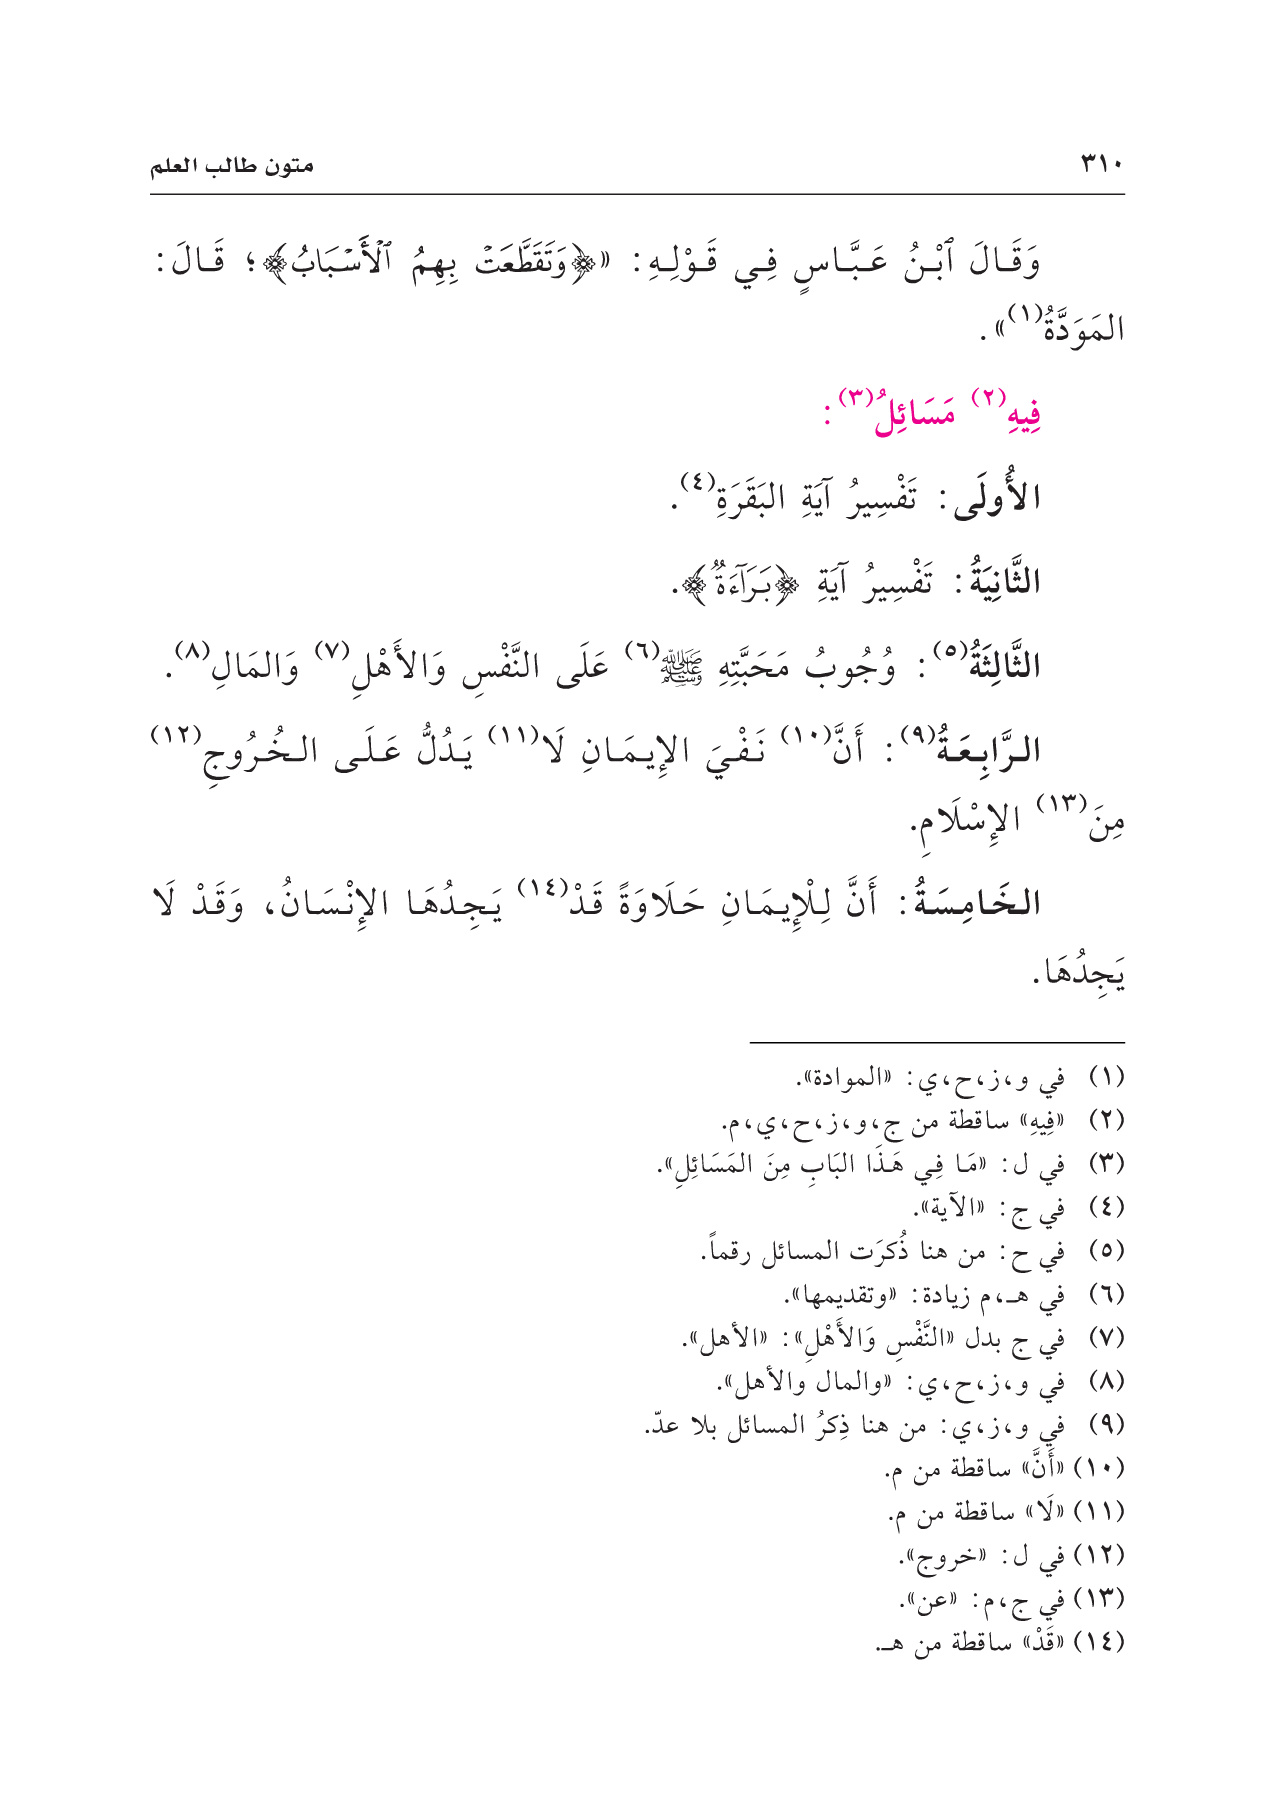 ٣١٠
متون طالب العلم
وَقَالَ ٱبْنُ عَبَّاسٍ فِي قَوْلِهِ: «﴿وَتَقَطَّعَتْ بِهِمُ ٱلْأَسْبَابُ﴾؛ قَالَ:
المَوَدَّةُ(١)».
فِيهِ(٢) مَسَائِلُ(٣):
الأُولَى: تَفْسِيرُ آيَةِ البَقَرَةِ(٤).
الثَّانِيَةُ: تَفْسِيرُ آيَةِ ﴿بَرَآءَةٌ﴾.
الثَّالِثَةُ(٥): وُجُوبُ مَحَبَّتِهِ ﷺ(٦) عَلَى النَّفْسِ وَالأَهْلِ(٧) وَالمَالِ(٨).
الرَّابِعَةُ(٩): أَنَّ(١٠) نَفْيَ الإِيمَانِ لَا(١١) يَدُلُّ عَلَى الخُرُوجِ(١٢)
مِنَ(١٣) الإِسْلَامِ.
الخَامِسَةُ: أَنَّ لِلْإِيمَانِ حَلَاوَةً قَدْ(١٤) يَجِدُهَا الإِنْسَانُ، وَقَدْ لَا
يَجِدُهَا.
(١) في و،ز،ح،ي: «الموادة».
(٢) «فِيهِ» ساقطة من ج،و،ز،ح،ي،م.
(٣) في ل: «مَا فِي هَذَا البَابِ مِنَ المَسَائِلِ».
(٤) في ج: «الآية».
(٥) في ح: من هنا ذُكرَت المسائل رقماً.
(٦) في هـ،م زيادة: «وتقديمها».
(٧) في ج بدل «النَّفْسِ وَالأَهْلِ»: «الأهل».
(٨) في و،ز،ح،ي: «والمال والأهل».
(٩) في و،ز،ي: من هنا ذِكرُ المسائل بلا عدّ.
(١٠) «أَنَّ» ساقطة من م.
(١١) «لَا» ساقطة من م.
(١٢) في ل: «خروج».
(١٣) في ج،م: «عن».
(١٤) «قَدْ» ساقطة من هـ.